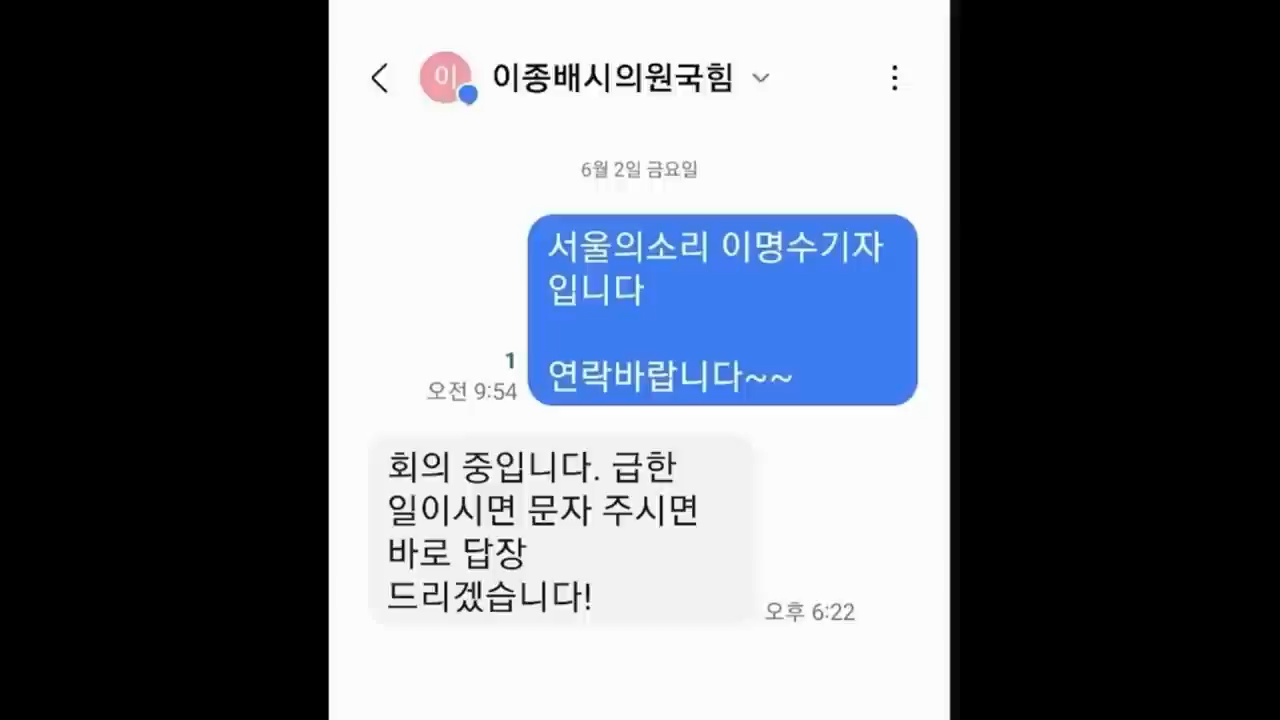 이
이종배시의원국힘
6월 2일 금요일
서울의소리 이명수기자
입니다
연락바랍니다~~
1
오전 9:54
회의 중입니다. 급한
일이시면 문자 주시면
바로 답장
드리겠습니다!
오후 6:22